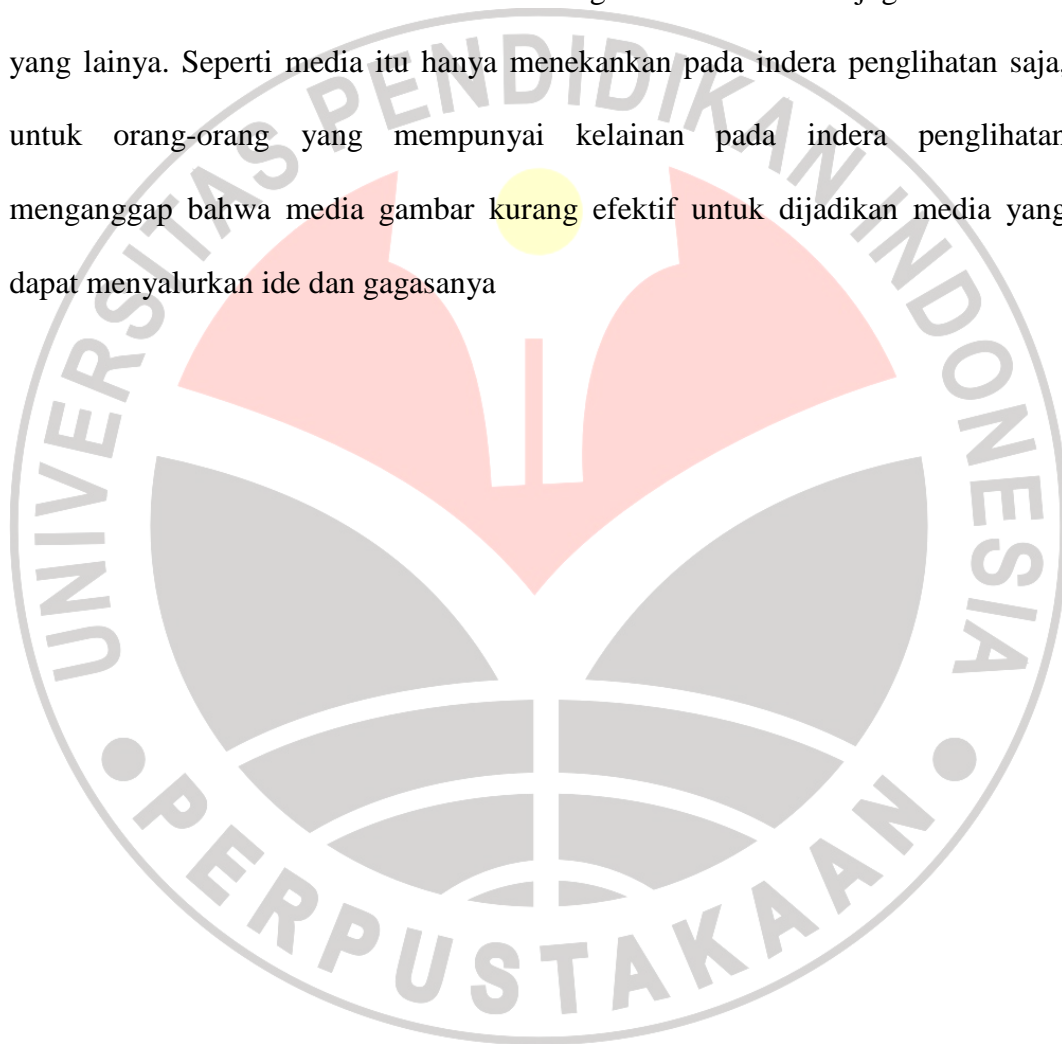 yang lainya. Seperti media itu hanya menekankan pada indera penglihatan saja,
untuk orang-orang yang mempunyai kelainan pada indera penglihatan
menganggap bahwa media gambar kurang efektif untuk dijadikan media yang
dapat menyalurkan ide dan gagasanya
UNIVERSITAS PENDIDIKAN INDONESIA
PERPUSTAKAAN